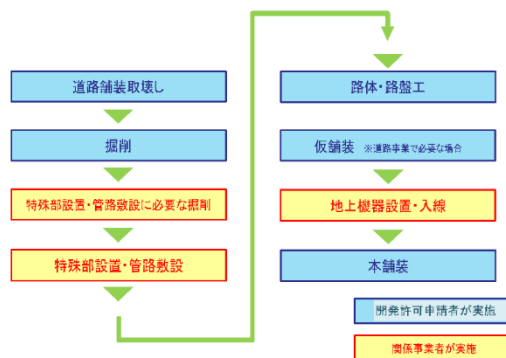 道路舗装取壊し
掘削
特殊部設置・管路敷設に必要な掘削
特殊部設置・管路敷設
路体・路盤工
仮舗装 ※道路事業で必要な場合
地上機器設置・入線
本舗装
開発許可申請者が実施
関係事業者が実施